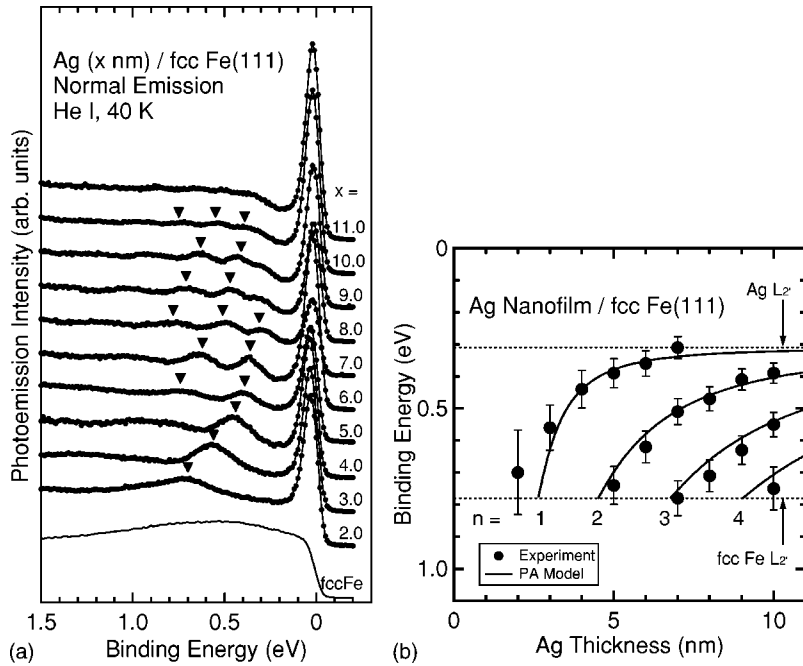 Ag (x nm) / fcc Fe(111)
Normal Emission
He I, 40 K
x =
11.0
10.0
9.0
8.0
7.0
6.0
5.0
4.0
3.0
2.0
fccFe
Photoemission Intensity (arb. units)
1.5 1.0 0.5 0
Binding Energy (eV)
(a)
0
0.5
1.0
Binding Energy (eV)
Ag Nanofilm / fcc Fe(111)
Ag L2'
n = 1 2 3 4
fcc Fe L2'
Experiment
PA Model
0 5 10
Ag Thickness (nm)
(b)